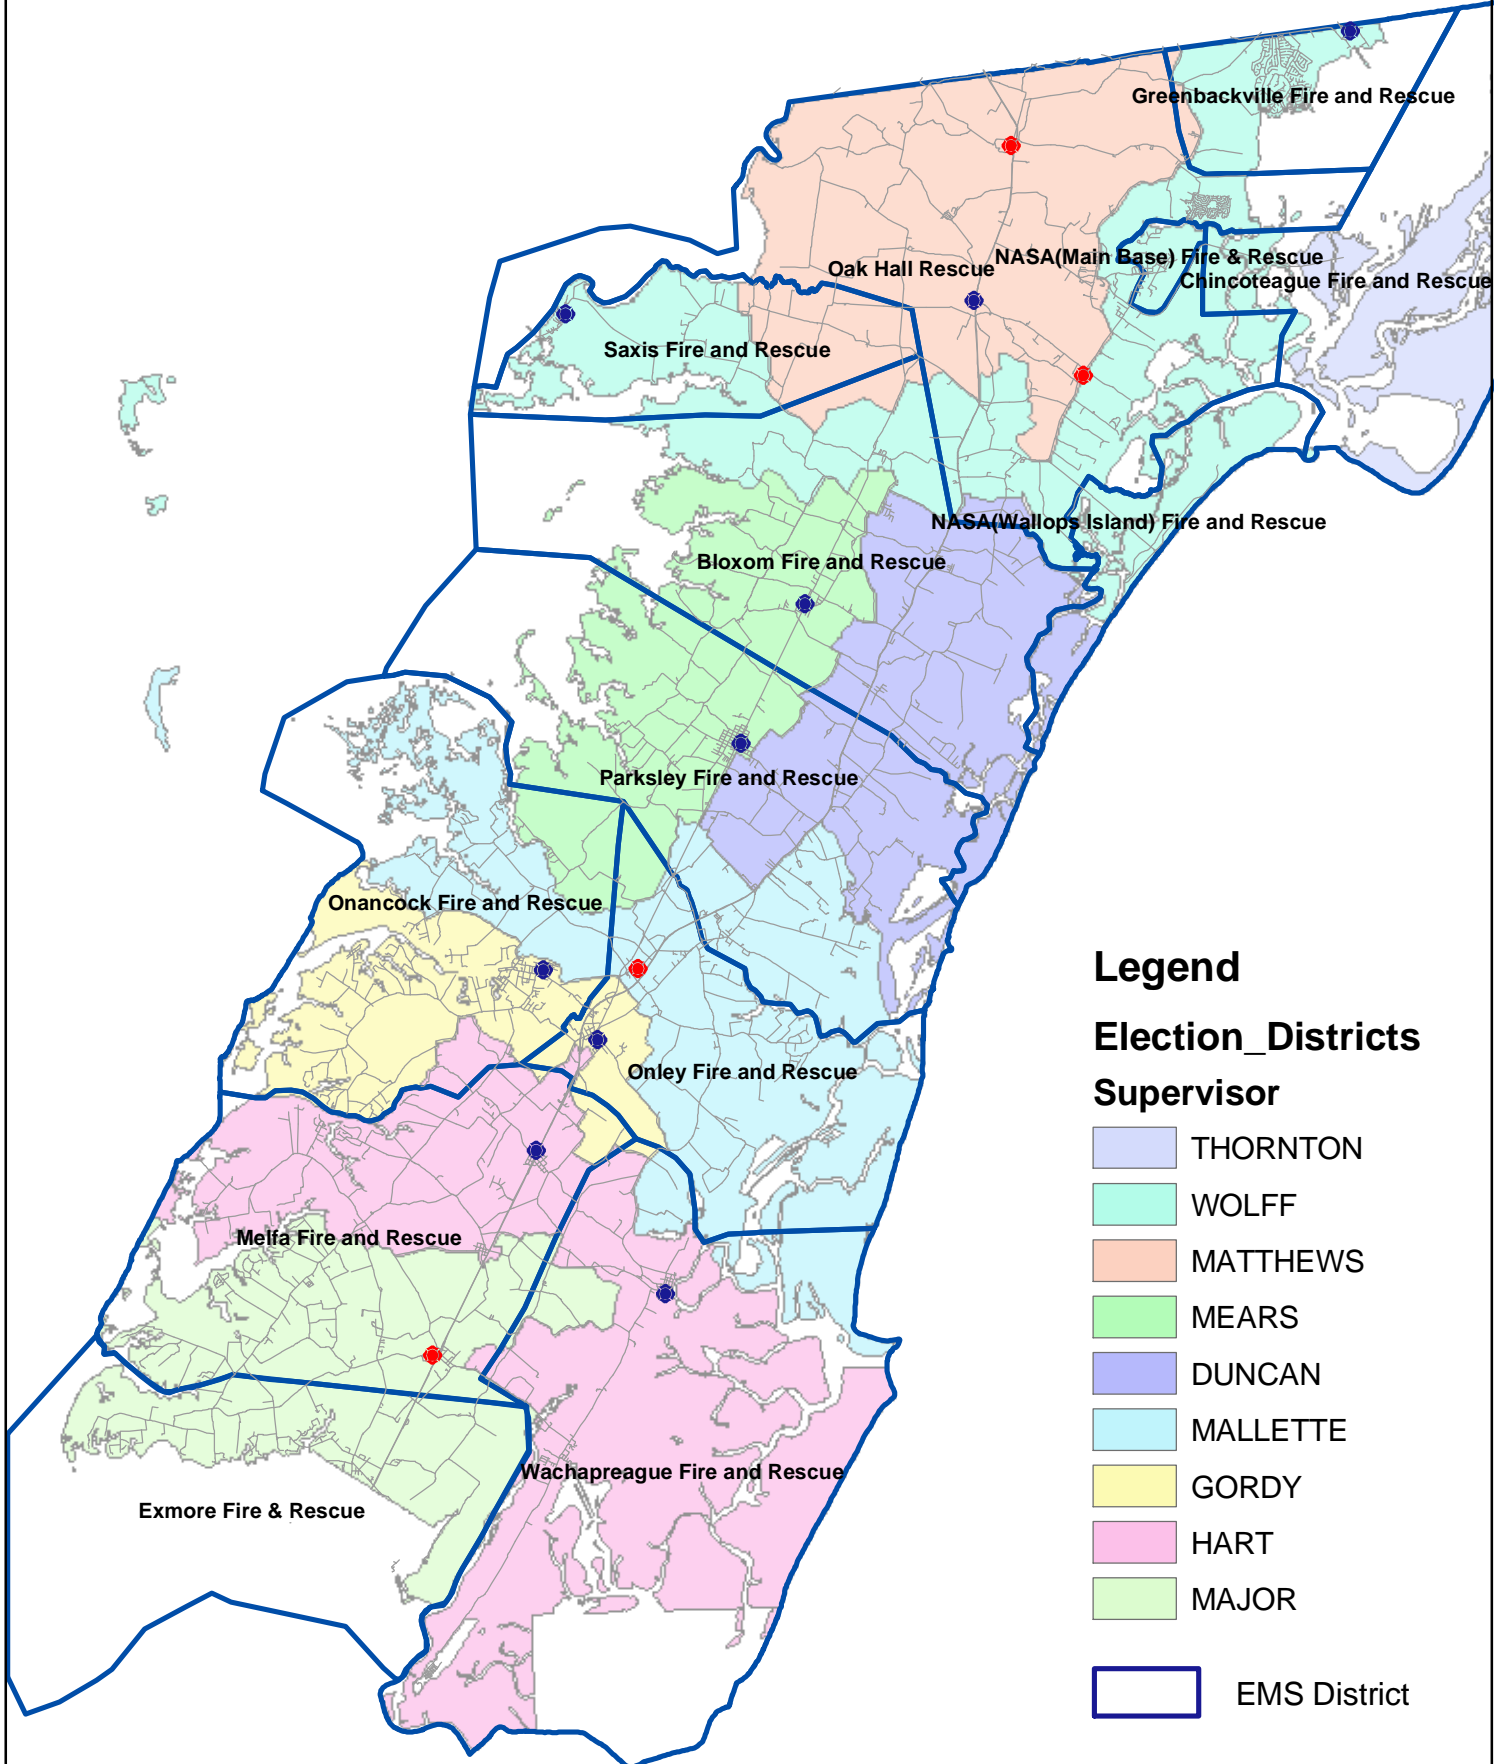 Greenbackville Fire and Rescue
NASA(Main Base) Fire & Rescue
Oak Hall Rescue
Chincoteague Fire and Rescue
Saxis Fire and Rescue
NASA(Wallops Island) Fire and Rescue
Bloxom Fire and Rescue
Parksley Fire and Rescue
Onancock Fire and Rescue
Onley Fire and Rescue
Melfa Fire and Rescue
Wachapreague Fire and Rescue
Exmore Fire & Rescue
Legend
Election_Districts
Supervisor
THORNTON
WOLFF
MATTHEWS
MEARS
DUNCAN
MALLETTE
GORDY
HART
MAJOR
EMS District